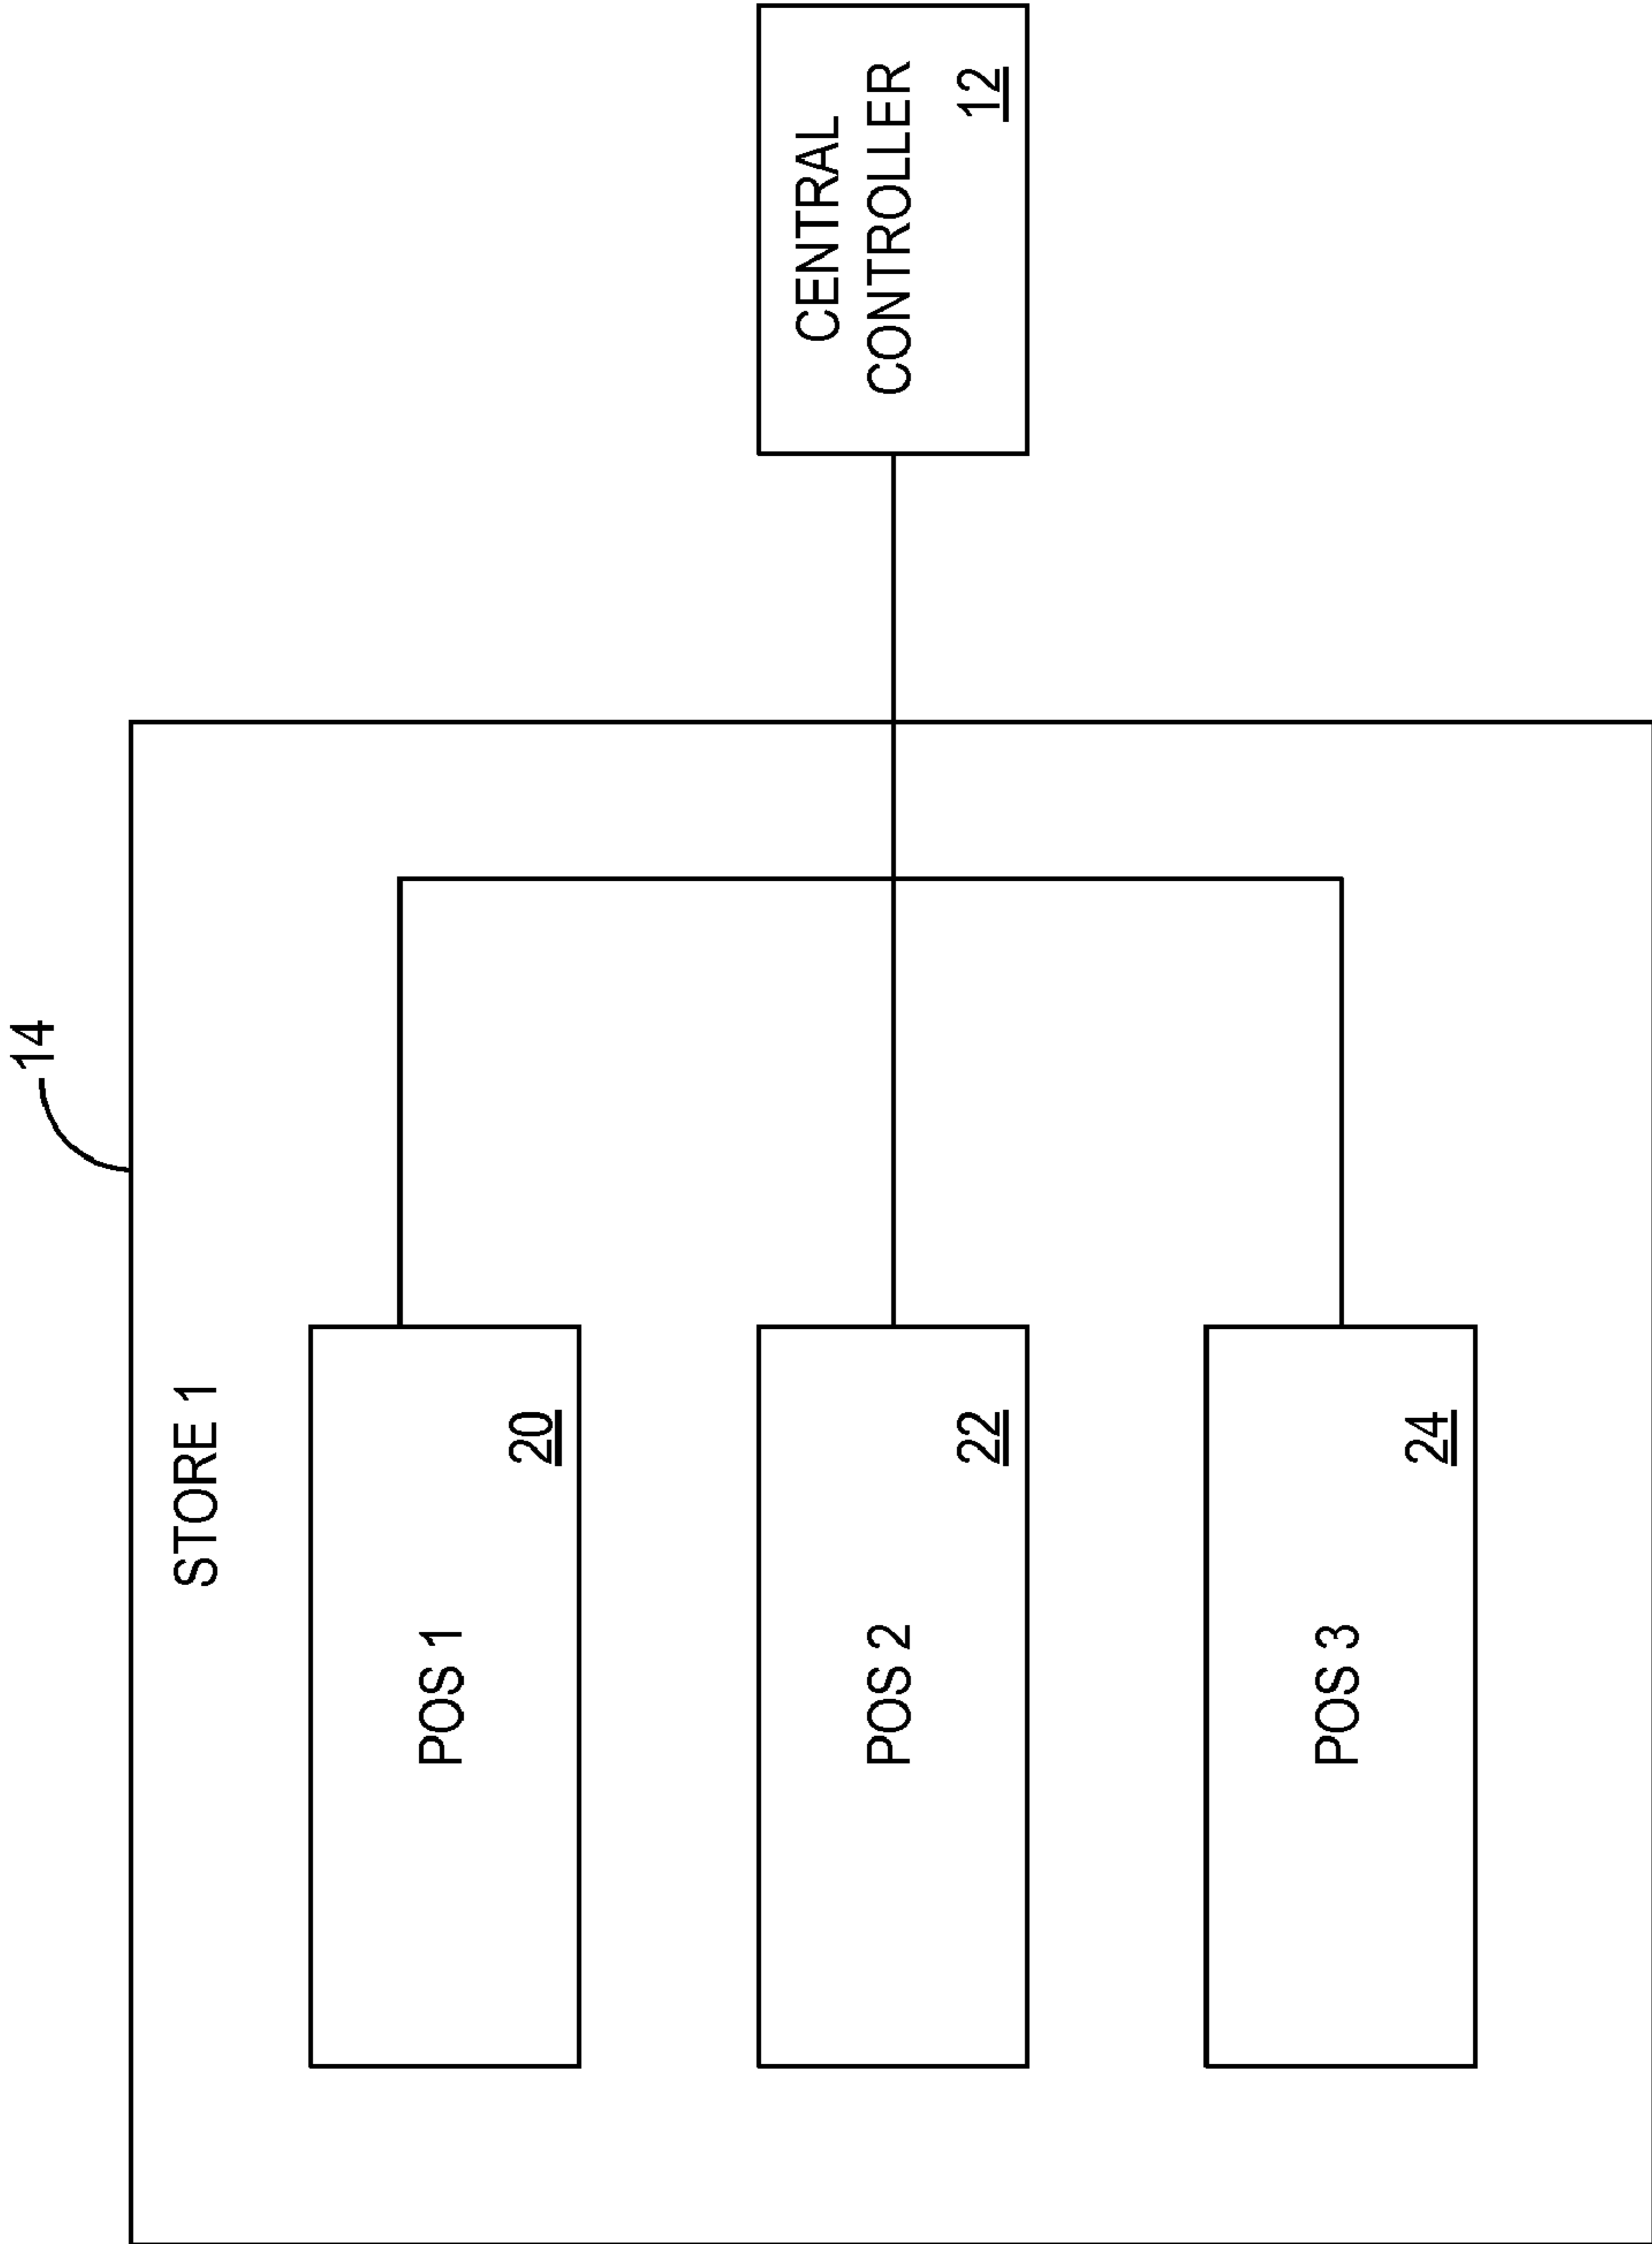 14
STORE 1
POS 1
20
POS 2
22
POS 3
24
CENTRAL
CONTROLLER
12